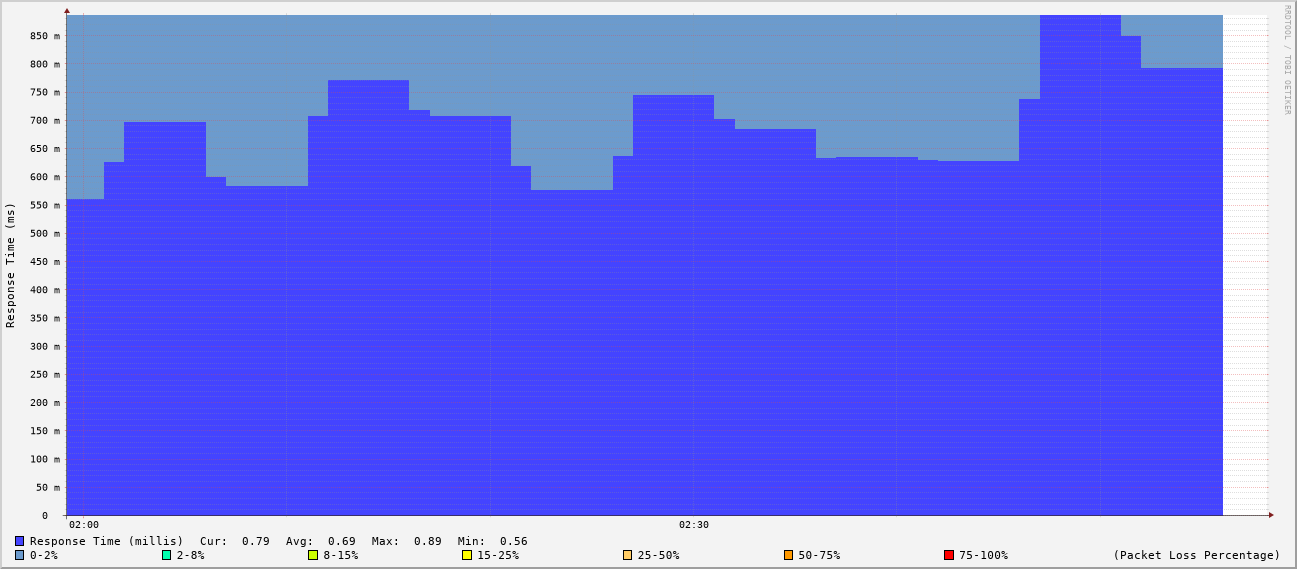 RRDTOOL / TOBI OETIKER
Response Time (ms)
850 m
800 m
750 m
700 m
650 m
600 m
550 m
500 m
450 m
400 m
350 m
300 m
250 m
200 m
150 m
100 m
50 m
0
02:00 02:30
Response Time (millis) Cur: 0.79 Avg: 0.69 Max: 0.89 Min: 0.56
0-2% 2-8% 8-15% 15-25% 25-50% 50-75% 75-100% (Packet Loss Percentage)